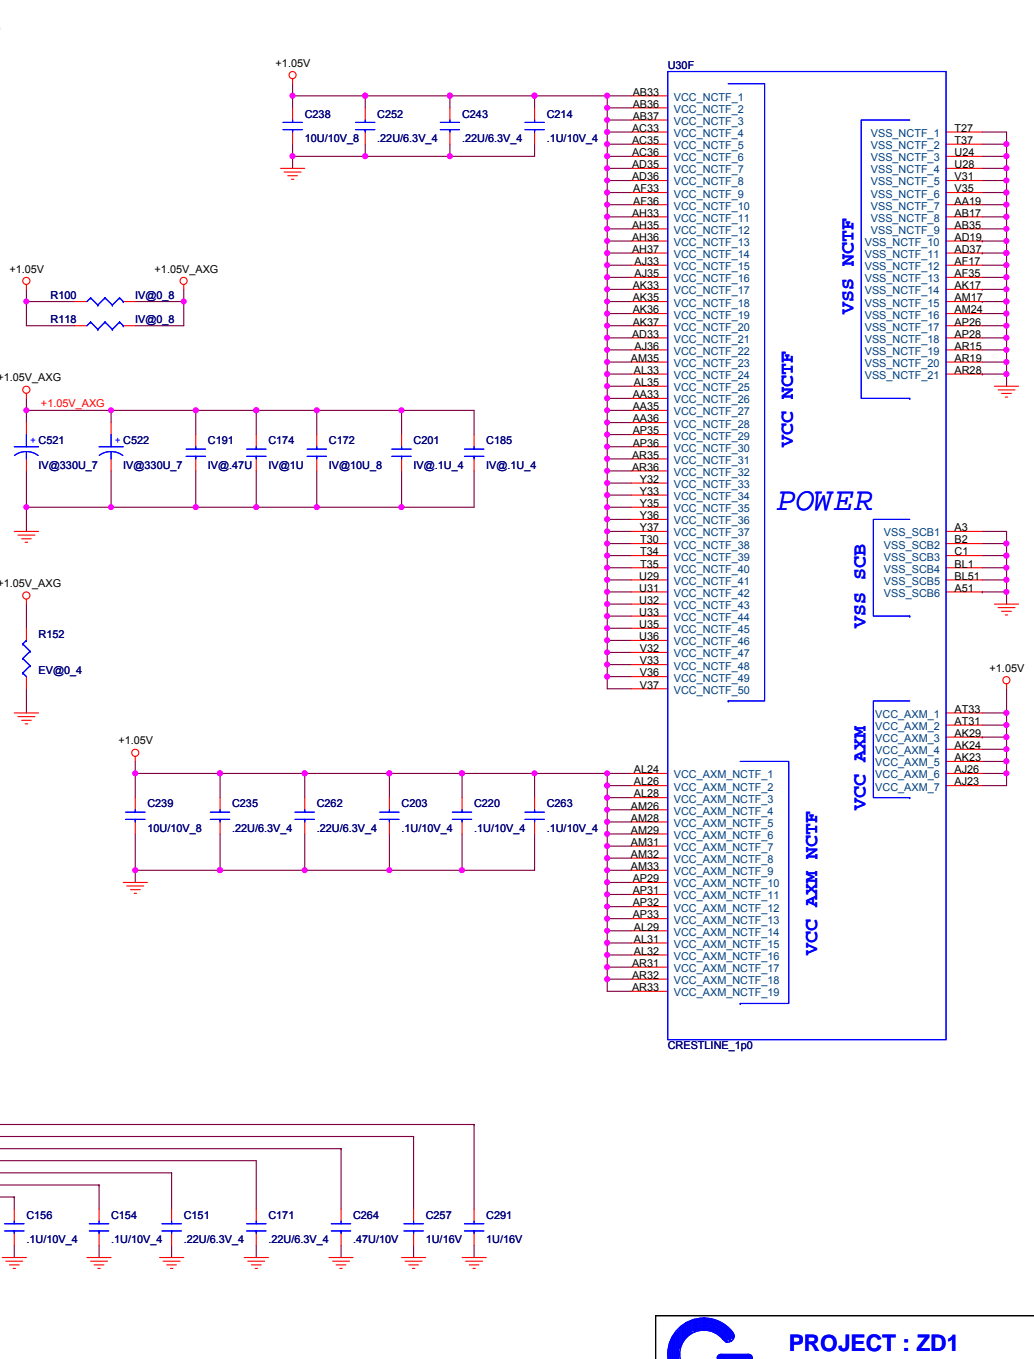 +1.05V
C238 C252 C243 C214
10U/10V_8 .22U/6.3V_4 .22U/6.3V_4 .1U/10V_4
+1.05V +1.05V_AXG
R100 IV@0_8
R118 IV@0_8
+1.05V_AXG
+1.05V_AXG
+ C521 + C522 C191 C174 C172 C201 C185
IV@330U_7 IV@330U_7 IV@.47U IV@1U IV@10U_8 IV@.1U_4 IV@.1U_4
+1.05V_AXG
R152
EV@0_4
+1.05V
C239 C235 C262 C203 C220 C263
10U/10V_8 .22U/6.3V_4 .22U/6.3V_4 .1U/10V_4 .1U/10V_4 .1U/10V_4
U30F
AB33 VCC_NCTF_1
AB36 VCC_NCTF_2
AB37 VCC_NCTF_3
AC33 VCC_NCTF_4
AC35 VCC_NCTF_5
AC36 VCC_NCTF_6
AD35 VCC_NCTF_7
AD36 VCC_NCTF_8
AF33 VCC_NCTF_9
AF36 VCC_NCTF_10
AH33 VCC_NCTF_11
AH35 VCC_NCTF_12
AH36 VCC_NCTF_13
AH37 VCC_NCTF_14
AJ33 VCC_NCTF_15
AJ35 VCC_NCTF_16
AK33 VCC_NCTF_17
AK35 VCC_NCTF_18
AK36 VCC_NCTF_19
AK37 VCC_NCTF_20
AD33 VCC_NCTF_21
AJ36 VCC_NCTF_22
AM35 VCC_NCTF_23
AL33 VCC_NCTF_24
AL35 VCC_NCTF_25
AA33 VCC_NCTF_26
AA35 VCC_NCTF_27
AA36 VCC_NCTF_28
AP35 VCC_NCTF_29
AP36 VCC_NCTF_30
AR35 VCC_NCTF_31
AR36 VCC_NCTF_32
Y32 VCC_NCTF_33
Y33 VCC_NCTF_34
Y35 VCC_NCTF_35
Y36 VCC_NCTF_36
Y37 VCC_NCTF_37
T30 VCC_NCTF_38
T34 VCC_NCTF_39
T35 VCC_NCTF_40
U29 VCC_NCTF_41
U31 VCC_NCTF_42
U32 VCC_NCTF_43
U33 VCC_NCTF_44
U35 VCC_NCTF_45
U36 VCC_NCTF_46
V32 VCC_NCTF_47
V33 VCC_NCTF_48
V36 VCC_NCTF_49
V37 VCC_NCTF_50
VCC NCTF
POWER
VSS_NCTF_1 T27
VSS_NCTF_2 T37
VSS_NCTF_3 U24
VSS_NCTF_4 U28
VSS_NCTF_5 V31
VSS_NCTF_6 V35
VSS_NCTF_7 AA19
VSS_NCTF_8 AB17
VSS_NCTF_9 AB35
VSS_NCTF_10 AD19
VSS_NCTF_11 AD37
VSS_NCTF_12 AF17
VSS_NCTF_13 AF35
VSS_NCTF_14 AK17
VSS_NCTF_15 AM17
VSS_NCTF_16 AM24
VSS_NCTF_17 AP26
VSS_NCTF_18 AP28
VSS_NCTF_19 AR15
VSS_NCTF_20 AR19
VSS_NCTF_21 AR28
VSS NCTF
VSS_SCB1 A3
VSS_SCB2 B2
VSS_SCB3 C1
VSS_SCB4 BL1
VSS_SCB5 BL51
VSS_SCB6 A51
VSS SCB
+1.05V
VCC_AXM_1 AT33
VCC_AXM_2 AT31
VCC_AXM_3 AK29
VCC_AXM_4 AK24
VCC_AXM_5 AK23
VCC_AXM_6 AJ26
VCC_AXM_7 AJ23
VCC AXM
AL24 VCC_AXM_NCTF_1
AL26 VCC_AXM_NCTF_2
AL28 VCC_AXM_NCTF_3
AM26 VCC_AXM_NCTF_4
AM28 VCC_AXM_NCTF_5
AM29 VCC_AXM_NCTF_6
AM31 VCC_AXM_NCTF_7
AM32 VCC_AXM_NCTF_8
AM33 VCC_AXM_NCTF_9
AP29 VCC_AXM_NCTF_10
AP31 VCC_AXM_NCTF_11
AP32 VCC_AXM_NCTF_12
AP33 VCC_AXM_NCTF_13
AL29 VCC_AXM_NCTF_14
AL31 VCC_AXM_NCTF_15
AL32 VCC_AXM_NCTF_16
AR31 VCC_AXM_NCTF_17
AR32 VCC_AXM_NCTF_18
AR33 VCC_AXM_NCTF_19
VCC AXM NCTF
CRESTLINE_1p0
C156 C154 C151 C171 C264 C257 C291
.1U/10V_4 .1U/10V_4 .22U/6.3V_4 .22U/6.3V_4 .47U/10V 1U/16V 1U/16V
PROJECT : ZD1